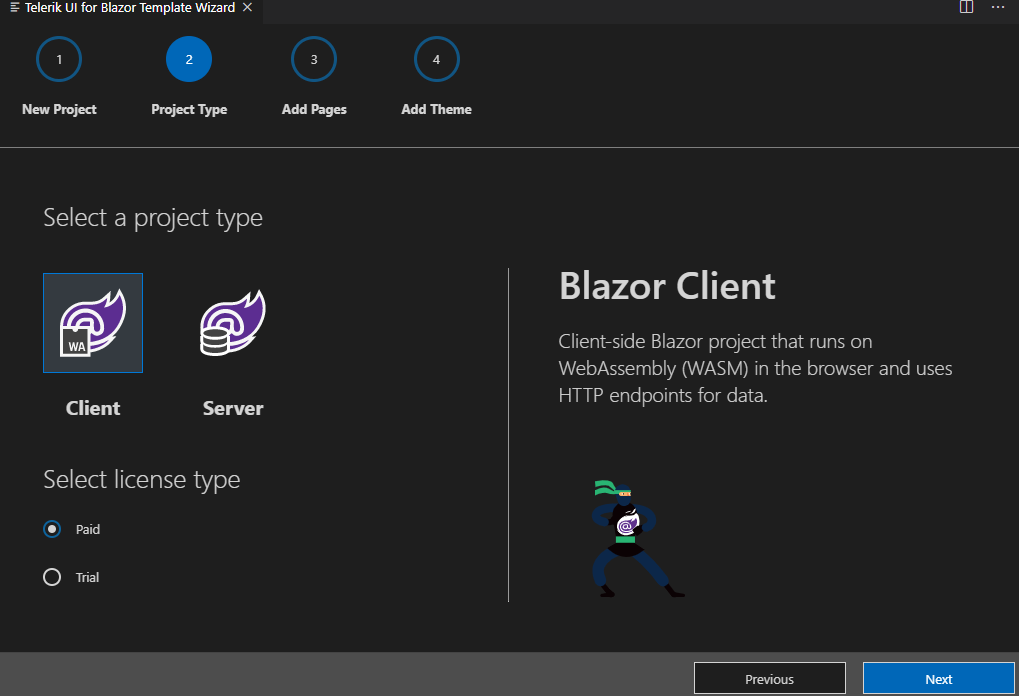 Telerik UI for Blazor Template Wizard
1
2
3
4
New Project
Project Type
Add Pages
Add Theme
Select a project type
WA
Client
Server
Select license type
Paid
Trial
Blazor Client
Client-side Blazor project that runs on
WebAssembly (WASM) in the browser and uses
HTTP endpoints for data.
Previous
Next